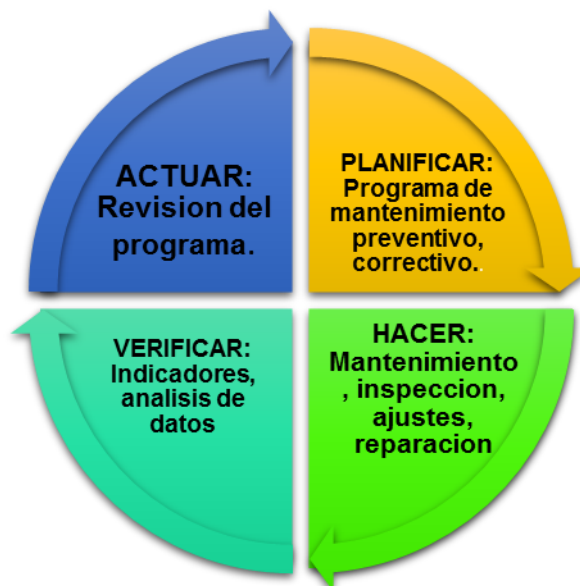 ACTUAR:
Revision del
programa.
PLANIFICAR:
Programa de
mantenimiento
preventivo,
correctivo..
VERIFICAR:
Indicadores,
analisis de
datos
HACER:
Mantenimiento
, inspeccion,
ajustes,
reparacion